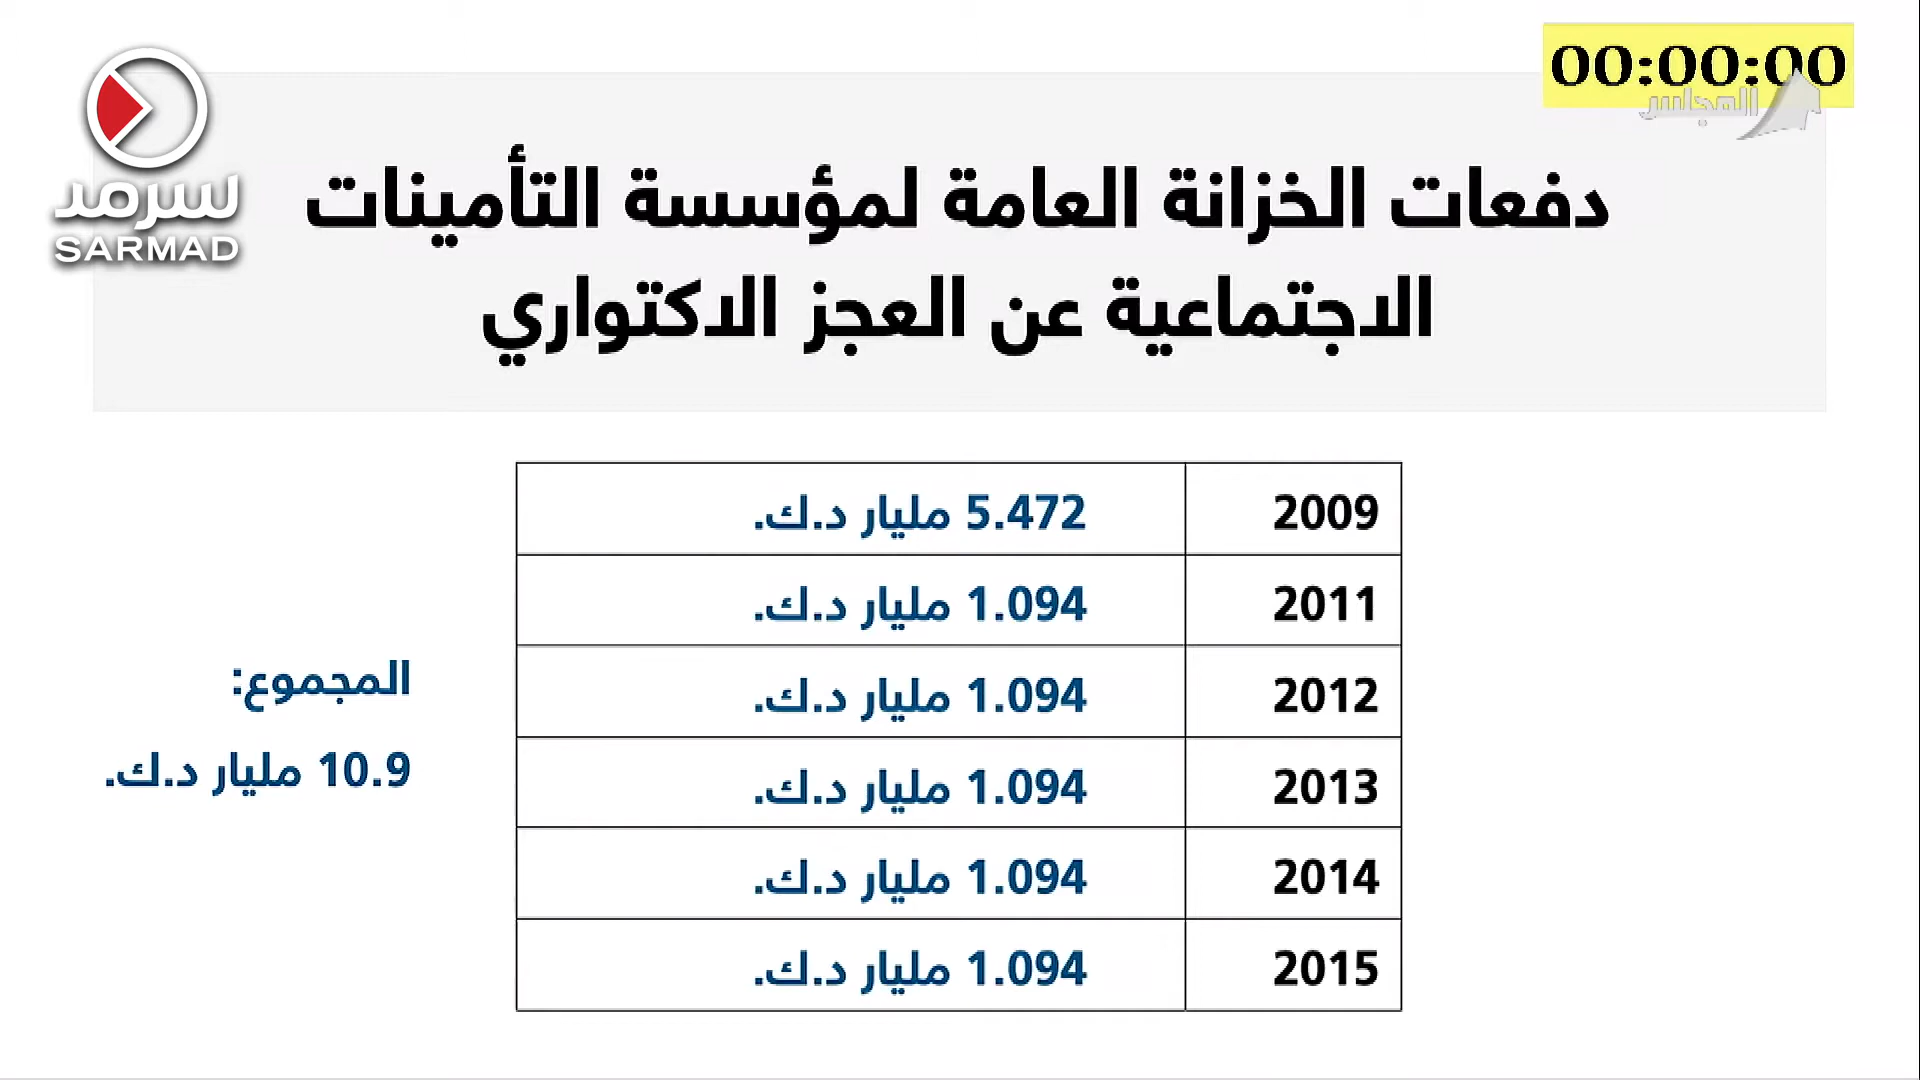 00:00:00
المجلس
سرمد
SARMAD
دفعات الخزانة العامة لمؤسسة التأمينات
الاجتماعية عن العجز الاكتواري
2009 5.472 مليار د.ك.
2011 1.094 مليار د.ك.
2012 1.094 مليار د.ك.
2013 1.094 مليار د.ك.
2014 1.094 مليار د.ك.
2015 1.094 مليار د.ك.
المجموع:
10.9 مليار د.ك.